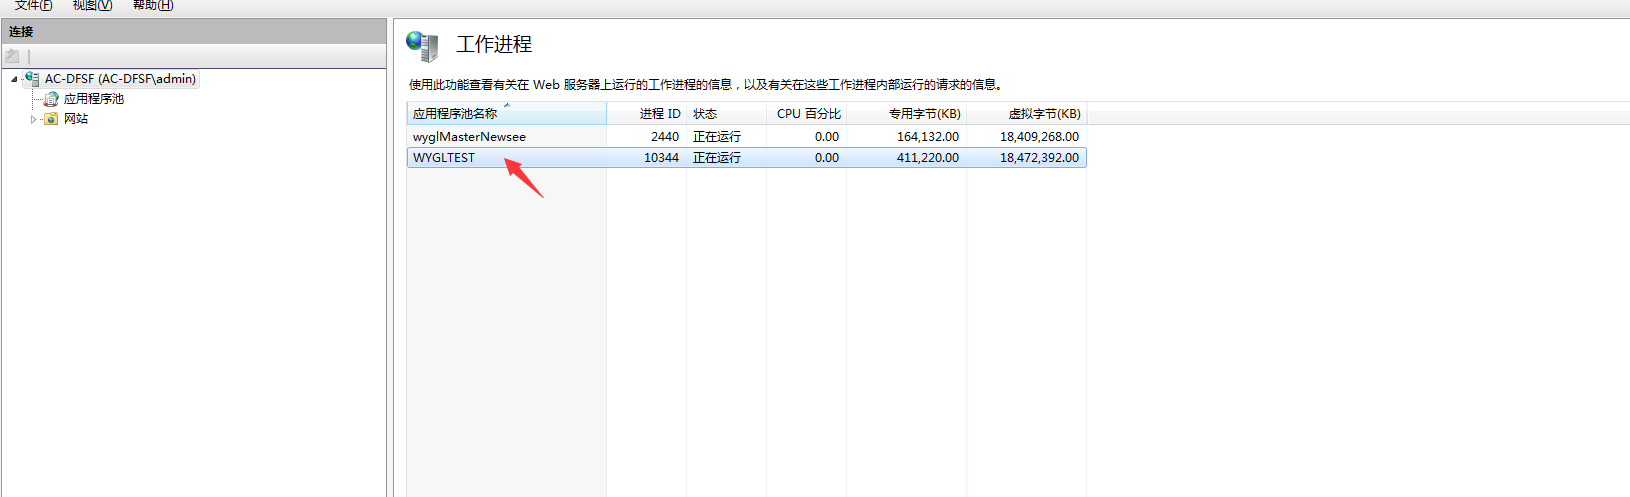 文件(F) 视图(V) 帮助(H)
连接
AC-DFSF (AC-DFSF\admin)
应用程序池
网站
工作进程
使用此功能查看有关在 Web 服务器上运行的工作进程的信息，以及有关在这些工作进程内部运行的请求的信息。
应用程序池名称 进程 ID 状态 CPU 百分比 专用字节(KB) 虚拟字节(KB)
wyglMasterNewsee 2440 正在运行 0.00 164,132.00 18,409,268.00
WYGLTEST 10344 正在运行 0.00 411,220.00 18,472,392.00